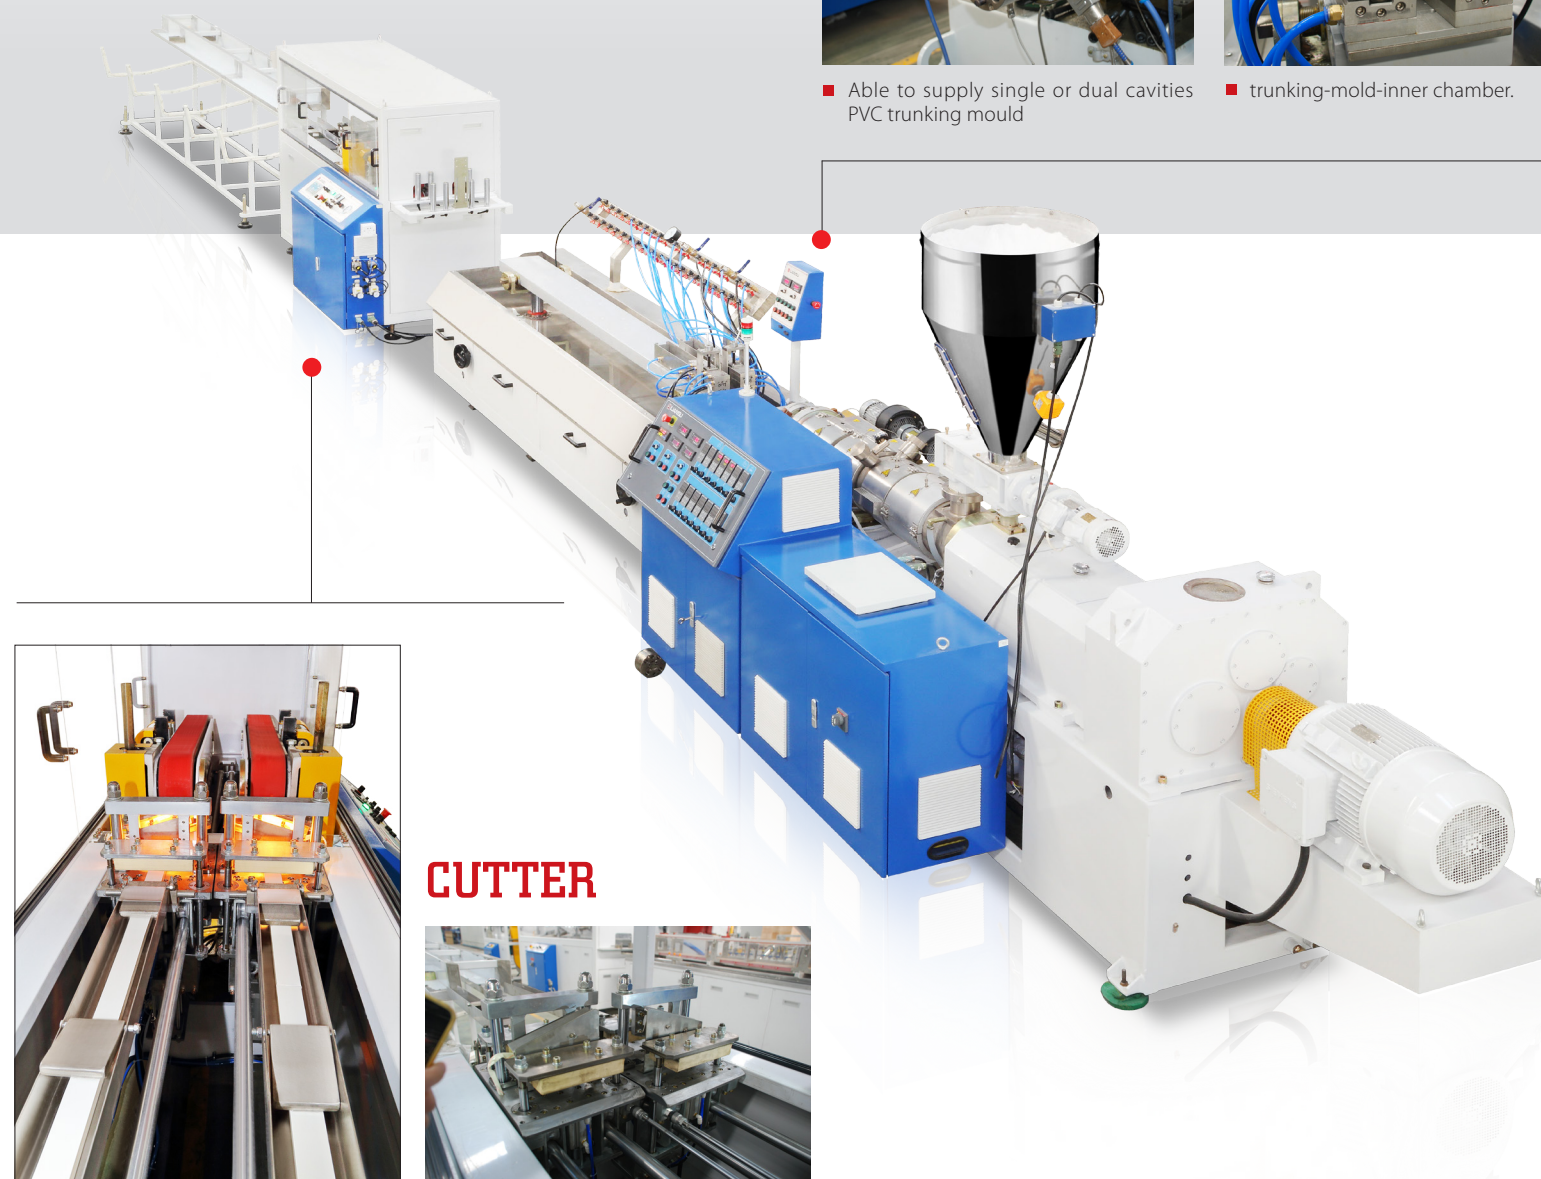 Able to supply single or dual cavities
PVC trunking mould
trunking-mold-inner chamber.
CUTTER